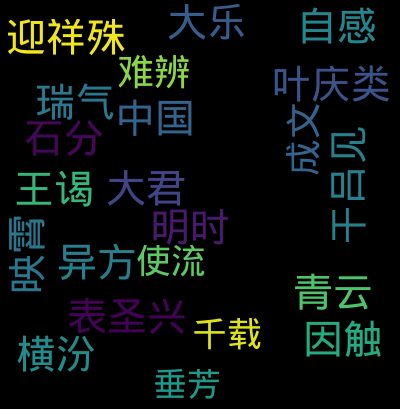 迎祥殊
大乐
自感
难辨
叶庆类
瑞气
中国
成文
石分
干吕见
王谒
大君
明时
映霄
异方
使流
青云
表圣兴
千载
因触
横汾
垂芳